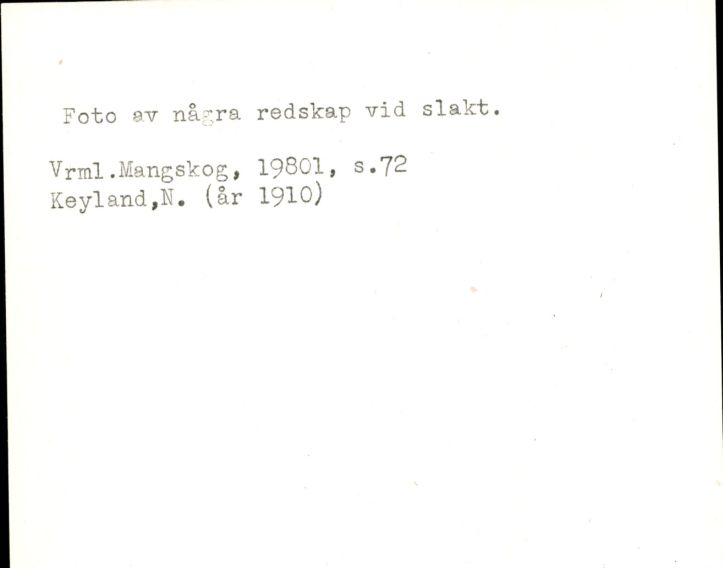 Foto av några redskap vid slakt.
Vrml.Mangskog, 19801, s.72
Keyland,N. (år 1910)